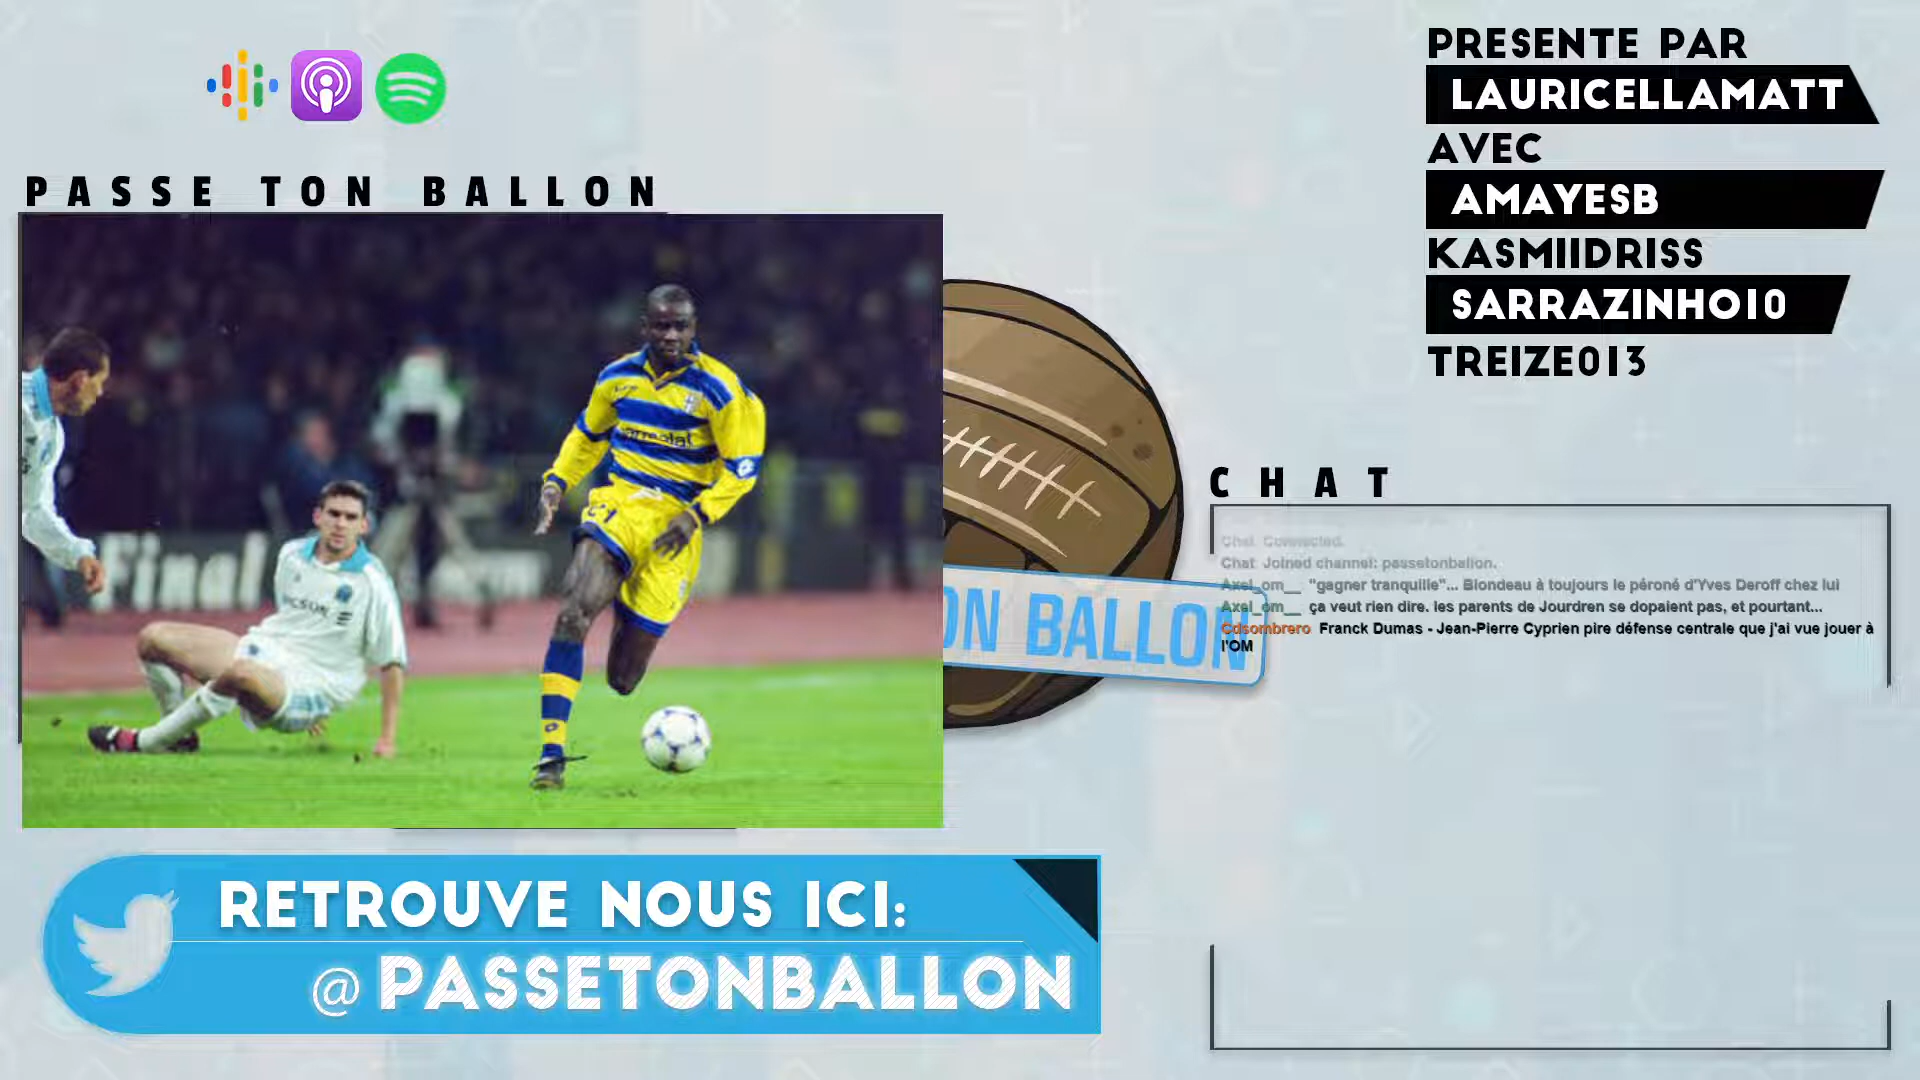 PRESENTE PAR
LAURICELLAMATT
AVEC
AMAYESB
KASMIIDRISS
SARRAZINHO10
TREIZE013
PASSE TON BALLON
Final
ON BALLON
CHAT
Chat Connected.
Chat Joined channel: passetonballon.
Axel_om__ "gagner tranquille"... Blondeau à toujours le péroné d'Yves Deroff chez lui
Axel_om__ ça veut rien dire. les parents de Jourdren se dopaient pas, et pourtant...
Cdsombrero Franck Dumas - Jean-Pierre Cyprien pire défense centrale que j'ai vue jouer à
l'OM
RETROUVE NOUS ICI:
@PASSETONBALLON